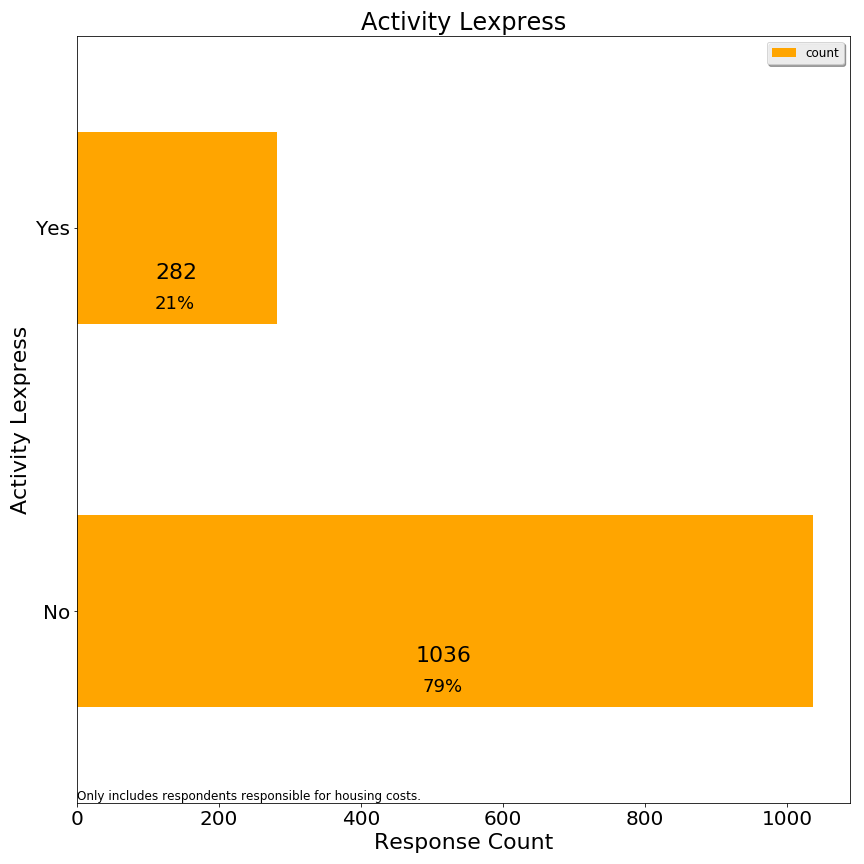 Activity Lexpress
count
Activity Lexpress
Yes
282
21%
No
1036
79%
Only includes respondents responsible for housing costs.
0 200 400 600 800 1000
Response Count